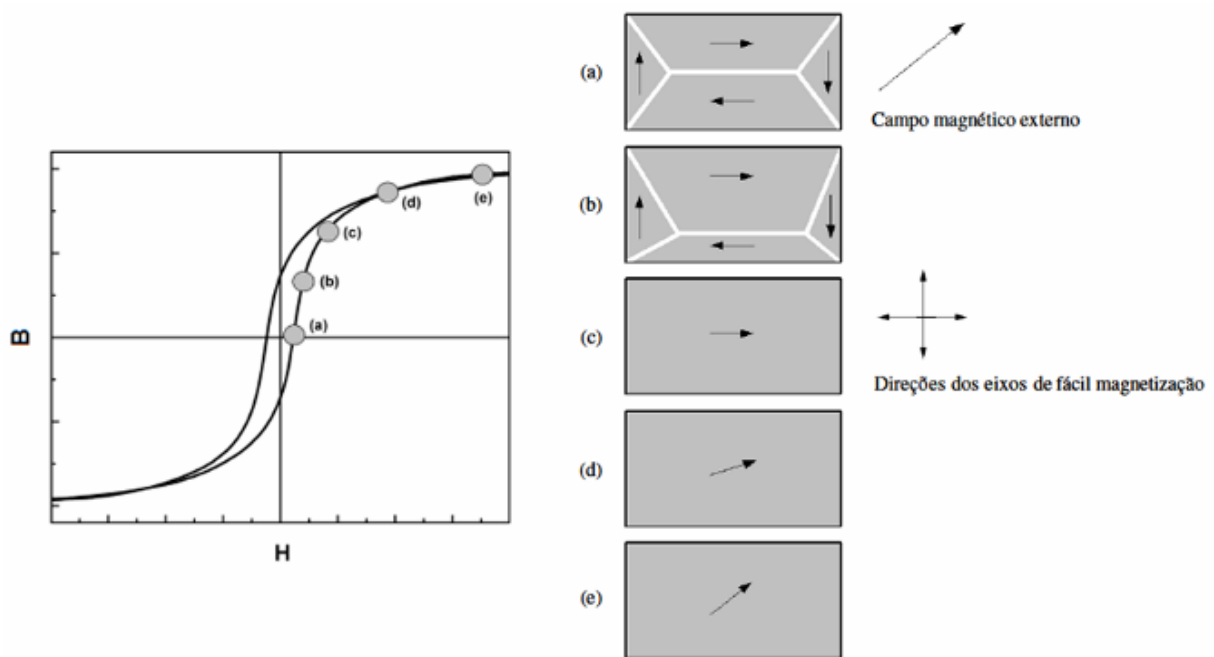 B
H
(a)
(b)
(c)
(d)
(e)
(a)
Campo magnético externo
(b)
(c)
Direções dos eixos de fácil magnetização
(d)
(e)